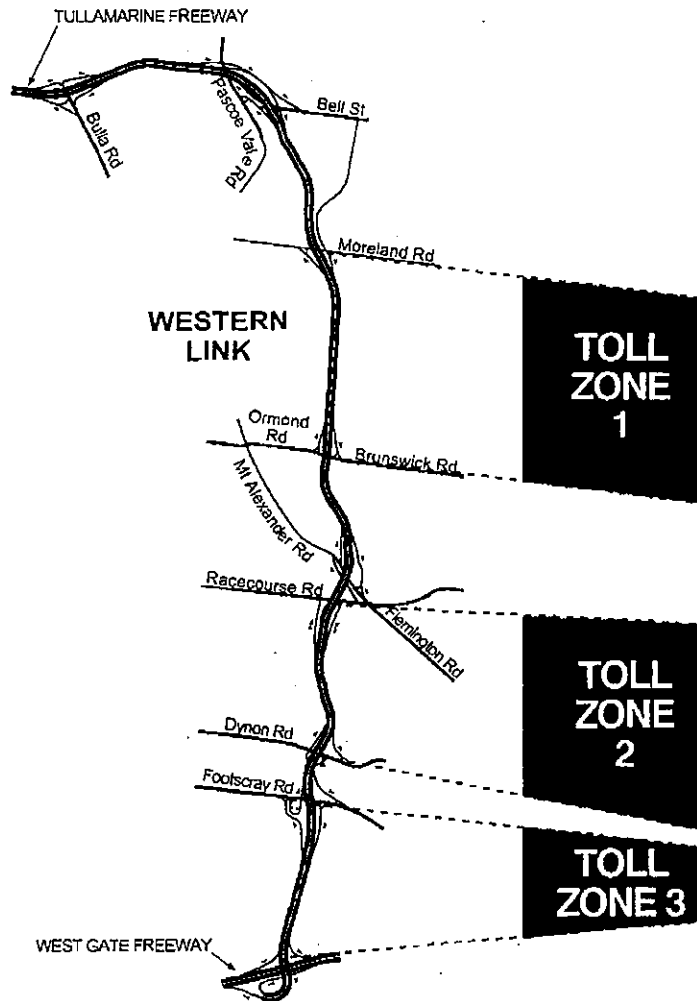 TULLAMARINE FREEWAY
Bulla Rd
Pascoe Vale
Rd
Bell St
Moreland Rd
WESTERN
LINK
TOLL
ZONE
1
Ormond
Rd
Brunswick Rd
Mt Alexander Rd
Racecourse Rd
Flemington Rd
TOLL
ZONE
2
Dynon Rd
Footscray Rd
TOLL
ZONE 3
WEST GATE FREEWAY